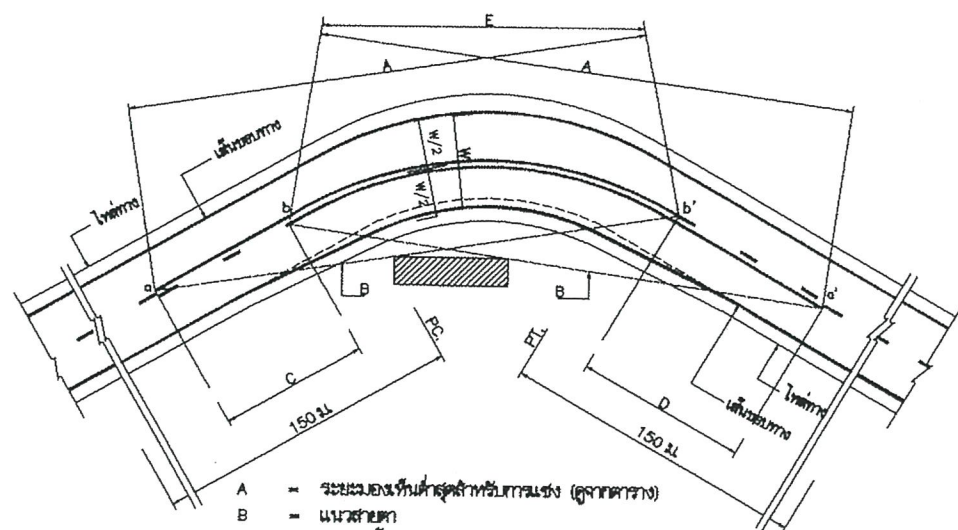 E
A
A
เส้นขอบทาง
W/2
W
W/2
ไหล่ทาง
b
b'
a
a'
B
B
PC.
PT.
C
D
150 ม
150 ม
เส้นขอบทาง
ไหล่ทาง
A = ระยะมองเห็นต่ำสุดสำหรับการแซง (ดูจากตาราง)
B = แนวสายตา